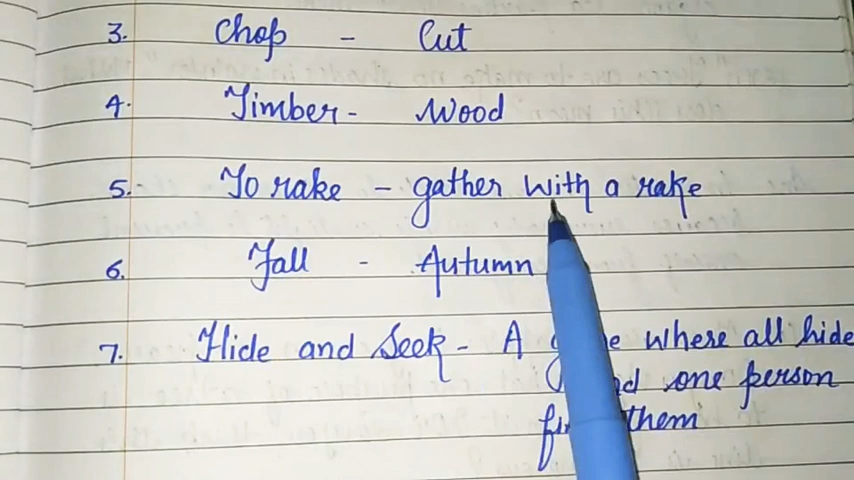 3. Chop - Cut
4. Timber - Wood
5. To rake - gather with a rake
6. Fall - Autumn
7. Hide and Seek - A where all hide
one person
them